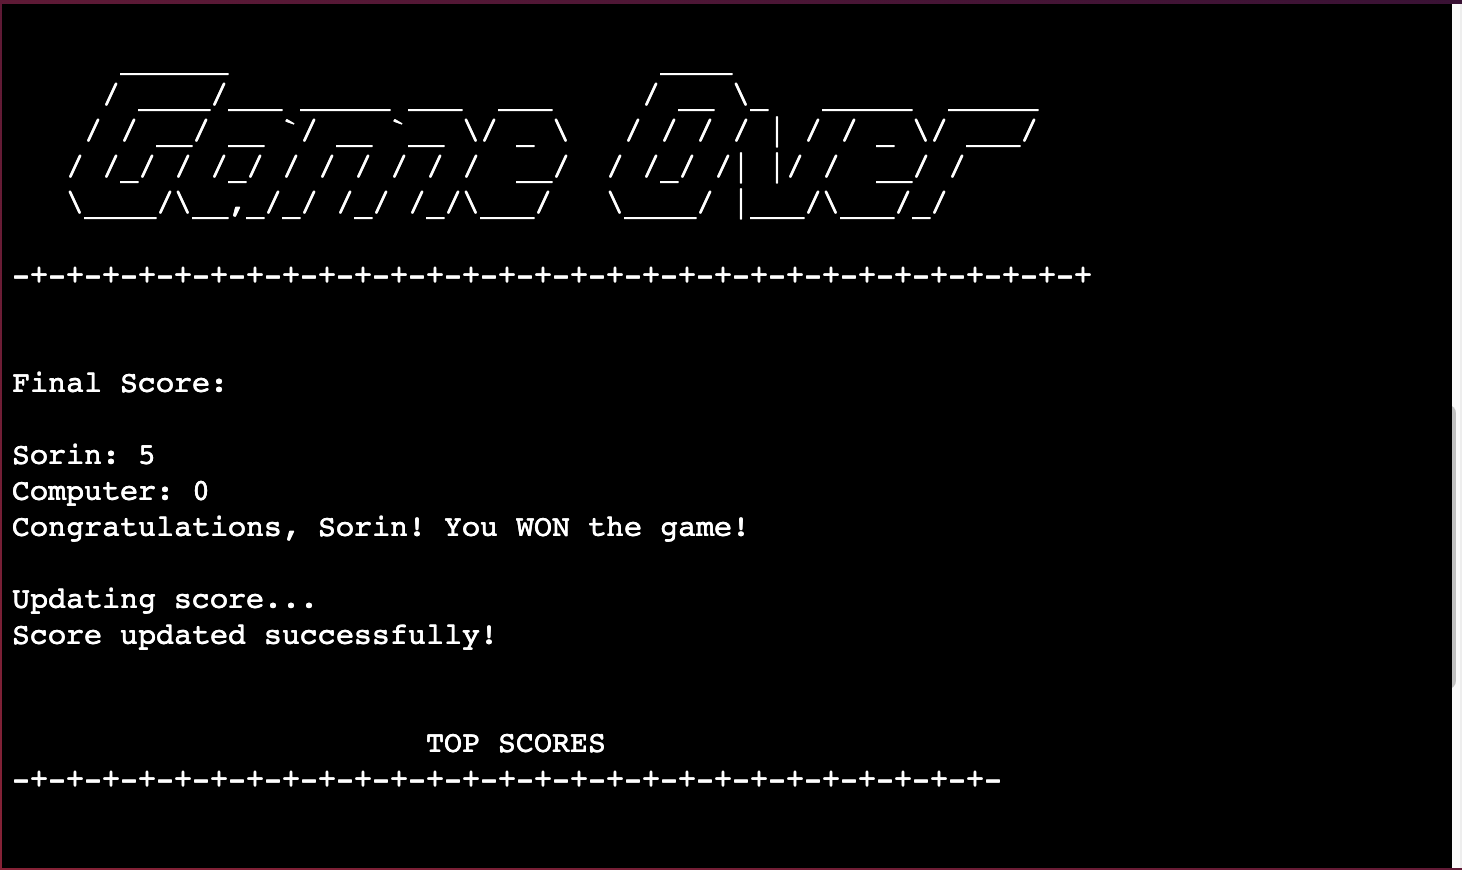 Game Over
-+-+-+-+-+-+-+-+-+-+-+-+-+-+-+-+-+-+-+-+-+-+-+-+-+-+-+-+-+-+
Final Score:
Sorin: 5
Computer: 0
Congratulations, Sorin! You WON the game!
Updating score...
Score updated successfully!
TOP SCORES
-+-+-+-+-+-+-+-+-+-+-+-+-+-+-+-+-+-+-+-+-+-+-+-+-+-+-+-